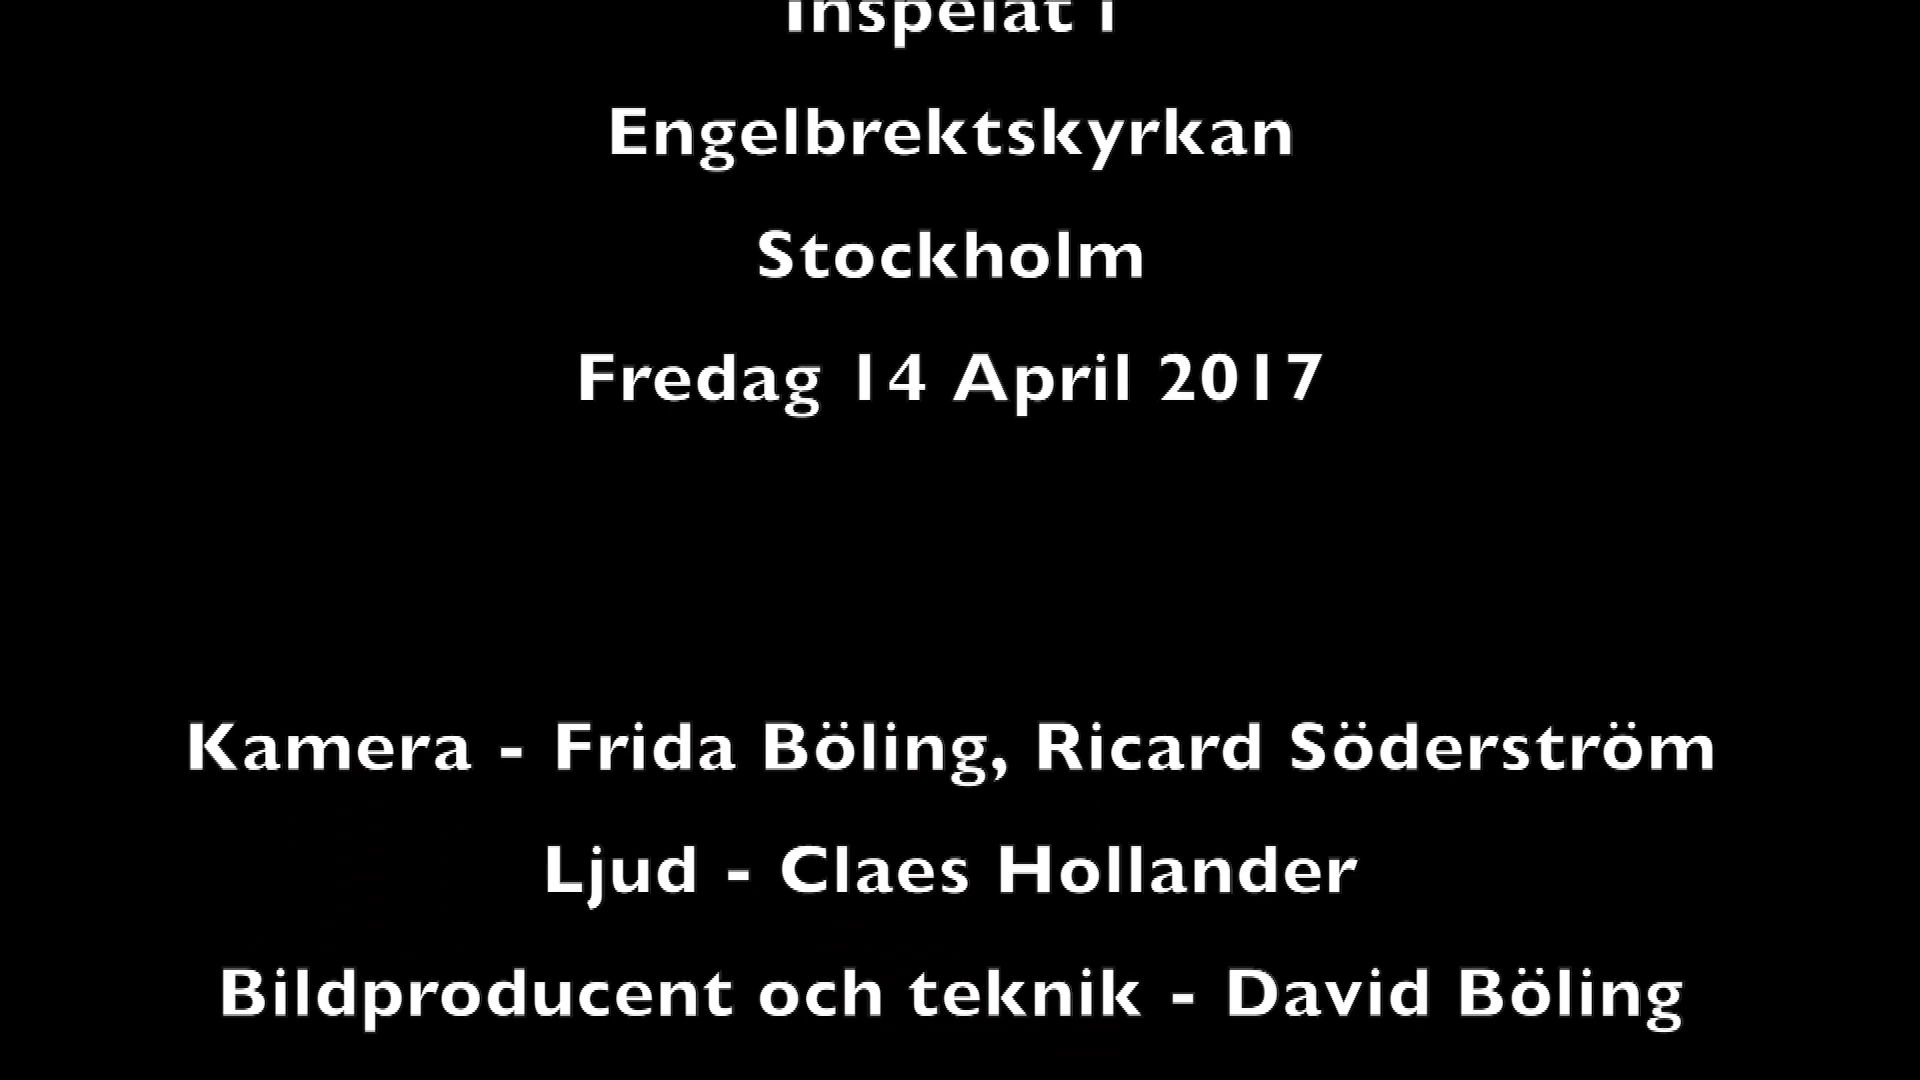 Inspelat i
Engelbrektskyrkan
Stockholm
Fredag 14 April 2017
Kamera - Frida Böling, Ricard Söderström
Ljud - Claes Hollander
Bildproducent och teknik - David Böling